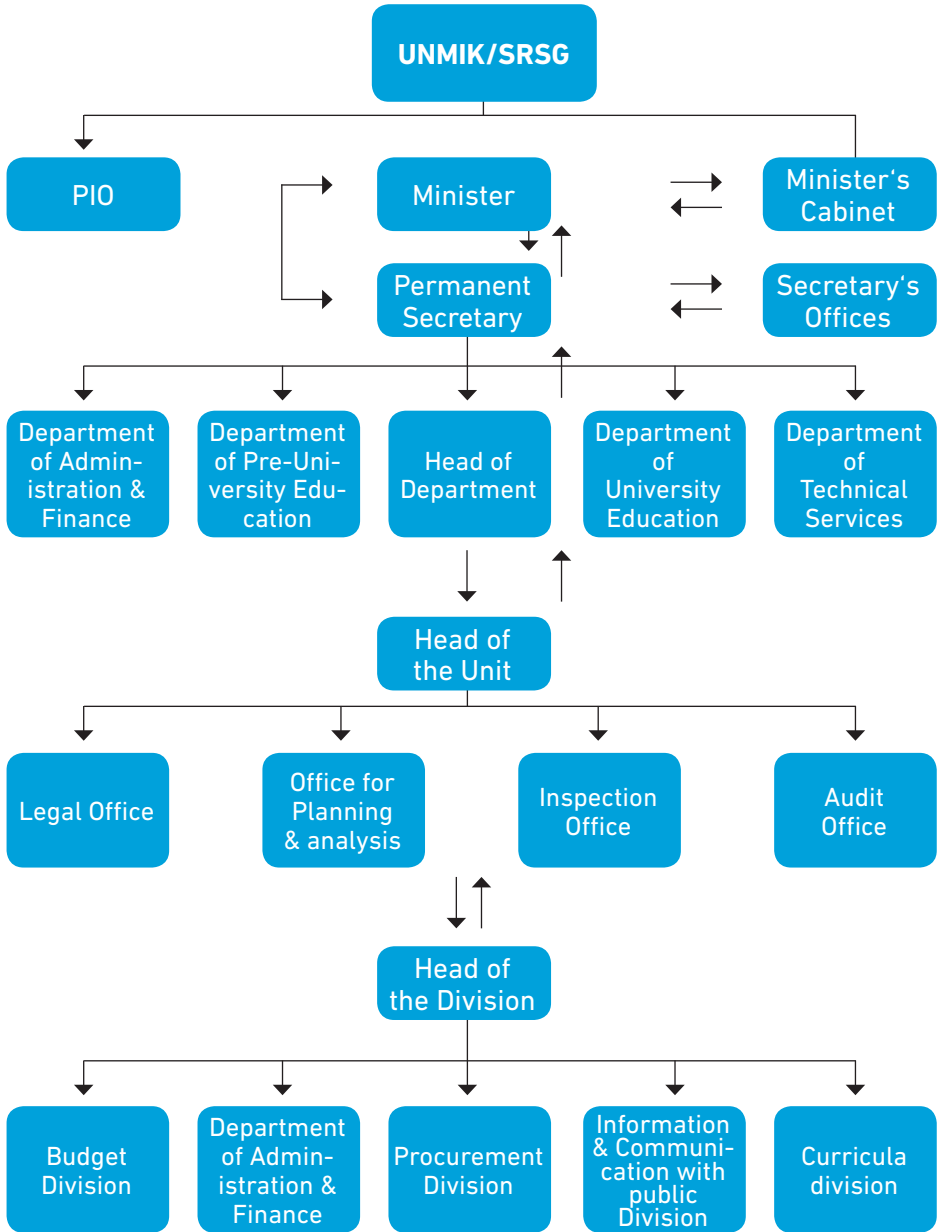 UNMIK/SRSG
PIO
Minister
Minister‘s
Cabinet
Permanent
Secretary
Secretary‘s
Offices
Department
of Admin-
istration &
Finance
Department
of Pre-Uni-
versity Edu-
cation
Head of
Department
Department
of
University
Education
Department
of
Technical
Services
Head of
the Unit
Legal Office
Office for
Planning
& analysis
Inspection
Office
Audit
Office
Head of
the Division
Budget
Division
Department
of Admin-
istration &
Finance
Procurement
Division
Information
& Communi-
cation with
public
Division
Curricula
division